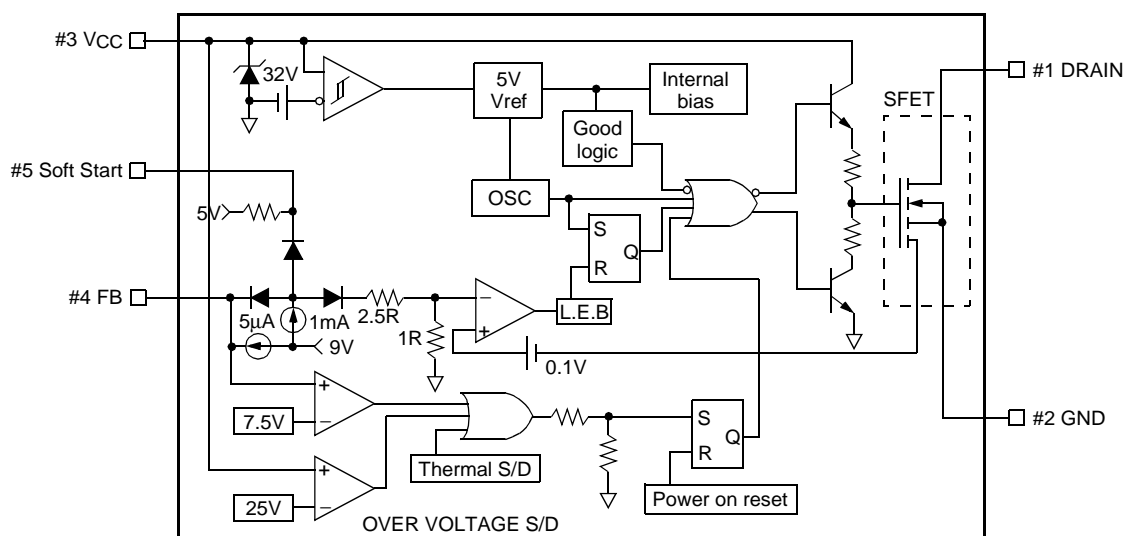 #3 VCC
32V
5V
Vref
Internal
bias
#1 DRAIN
SFET
Good
logic
#5 Soft Start
OSC
5V
S
Q
R
#4 FB
5μA
1mA
2.5R
−
L.E.B
1R
+
9V
0.1V
+
7.5V
−
S
Q
R
#2 GND
Thermal S/D
+
25V
−
Power on reset
OVER VOLTAGE S/D